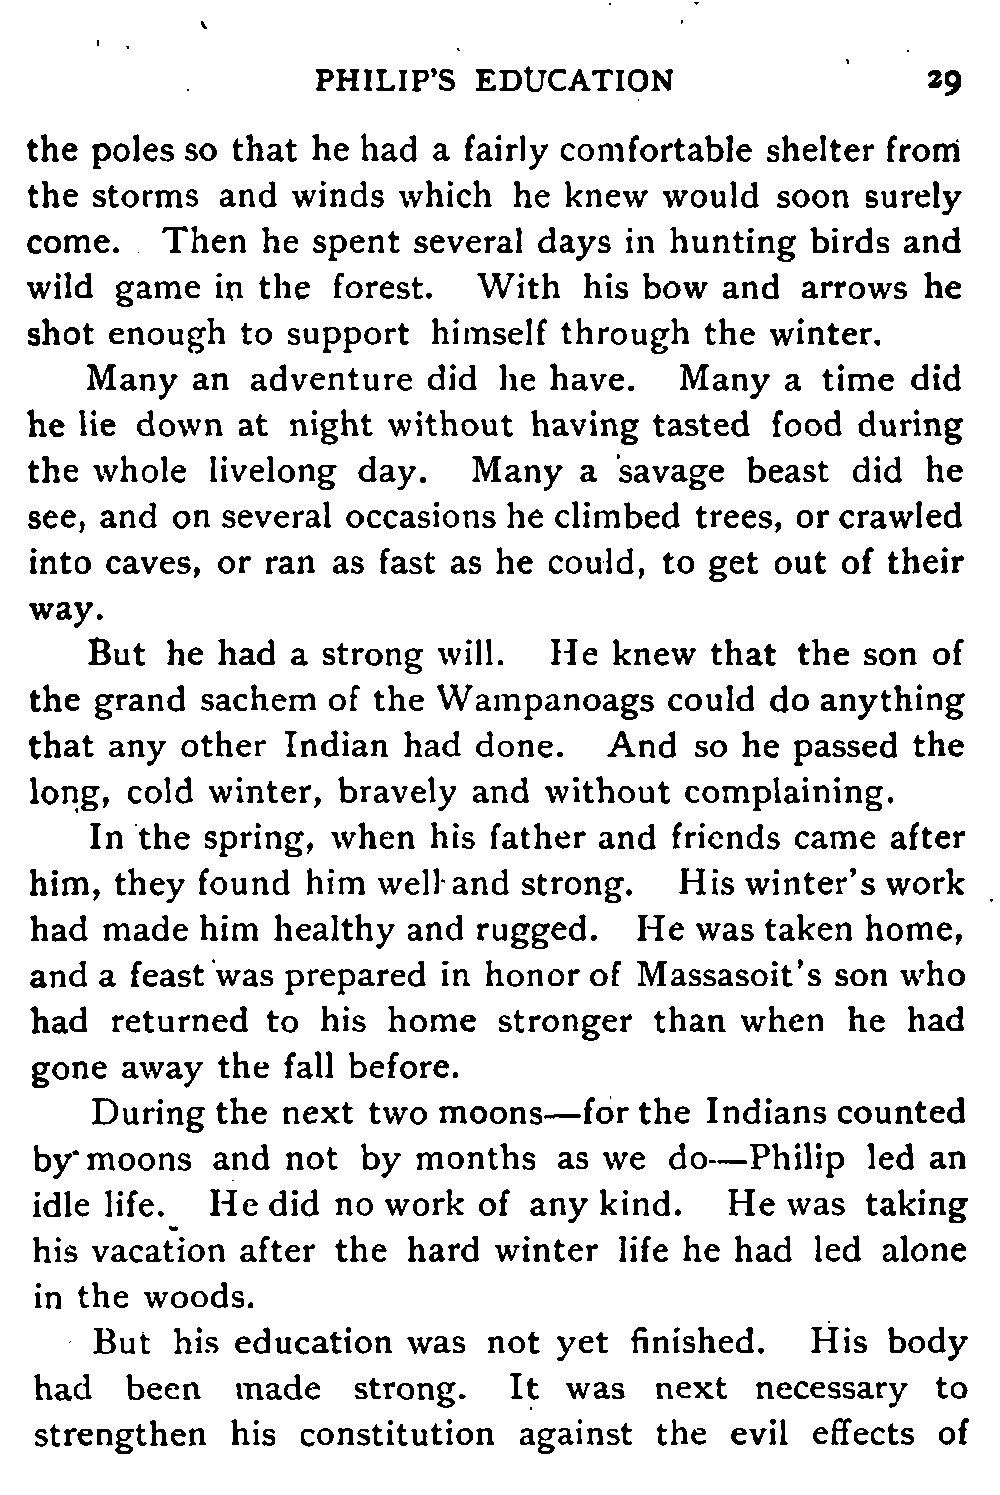 PHILIP'S EDUCATION 29
the poles so that he had a fairly comfortable shelter from
the storms and winds which he knew would soon surely
come. Then he spent several days in hunting birds and
wild game in the forest. With his bow and arrows he
shot enough to support himself through the winter.
Many an adventure did he have. Many a time did
he lie down at night without having tasted food during
the whole livelong day. Many a savage beast did he
see, and on several occasions he climbed trees, or crawled
into caves, or ran as fast as he could, to get out of their
way.
But he had a strong will. He knew that the son of
the grand sachem of the Wampanoags could do anything
that any other Indian had done. And so he passed the
long, cold winter, bravely and without complaining.
In the spring, when his father and friends came after
him, they found him well and strong. His winter's work
had made him healthy and rugged. He was taken home,
and a feast was prepared in honor of Massasoit's son who
had returned to his home stronger than when he had
gone away the fall before.
During the next two moons—for the Indians counted
by moons and not by months as we do—Philip led an
idle life. He did no work of any kind. He was taking
his vacation after the hard winter life he had led alone
in the woods.
But his education was not yet finished. His body
had been made strong. It was next necessary to
strengthen his constitution against the evil effects of